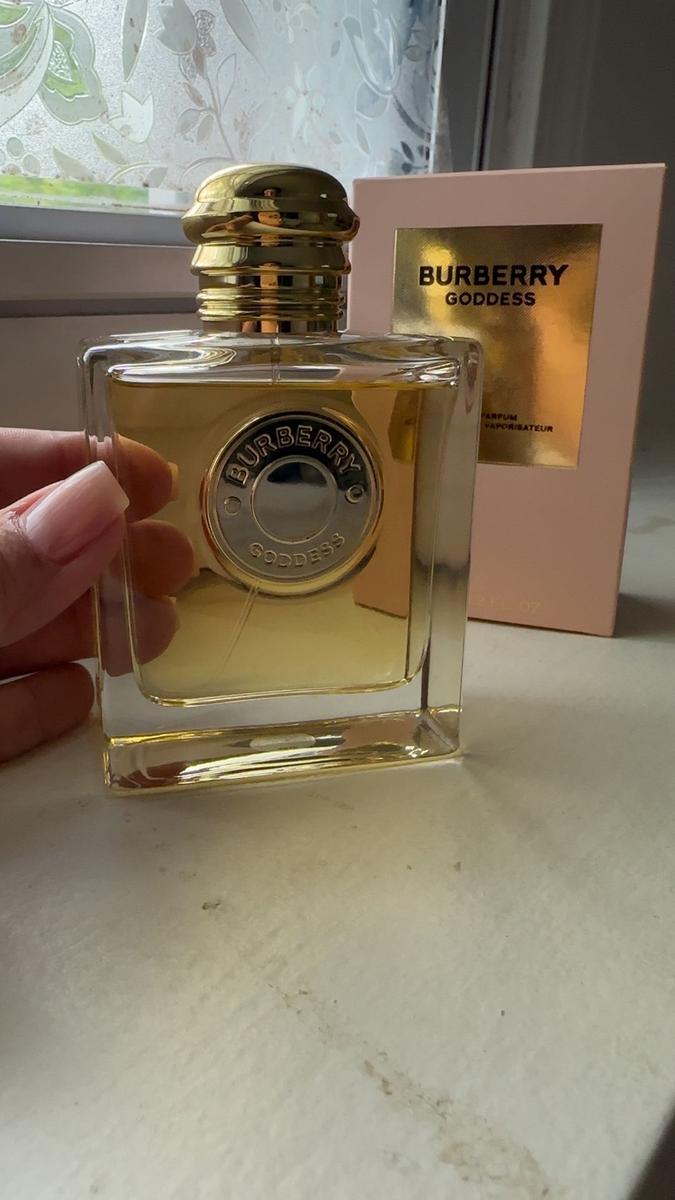 BURBERRY
GODDESS
PARFUM
VAPORISATEUR
BURBERRY
GODDESS
FL. OZ